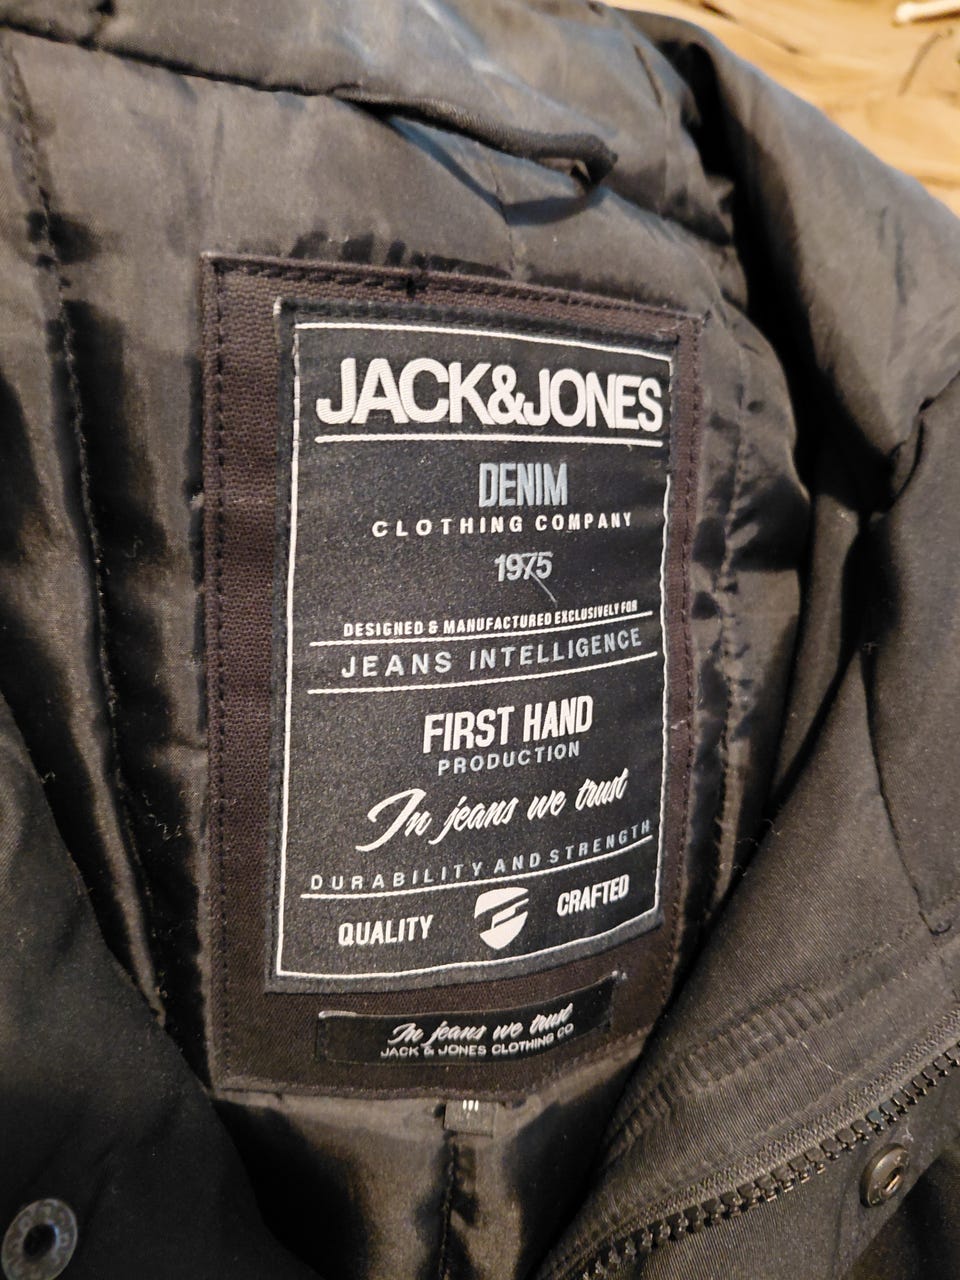 JACK&JONES
DENIM
CLOTHING COMPANY
1975
DESIGNED & MANUFACTURED EXCLUSIVELY FOR
JEANS INTELLIGENCE
FIRST HAND
PRODUCTION
In jeans we trust
DURABILITY AND STRENGTH
QUALITY CRAFTED
In jeans we trust
JACK & JONES CLOTHING CO